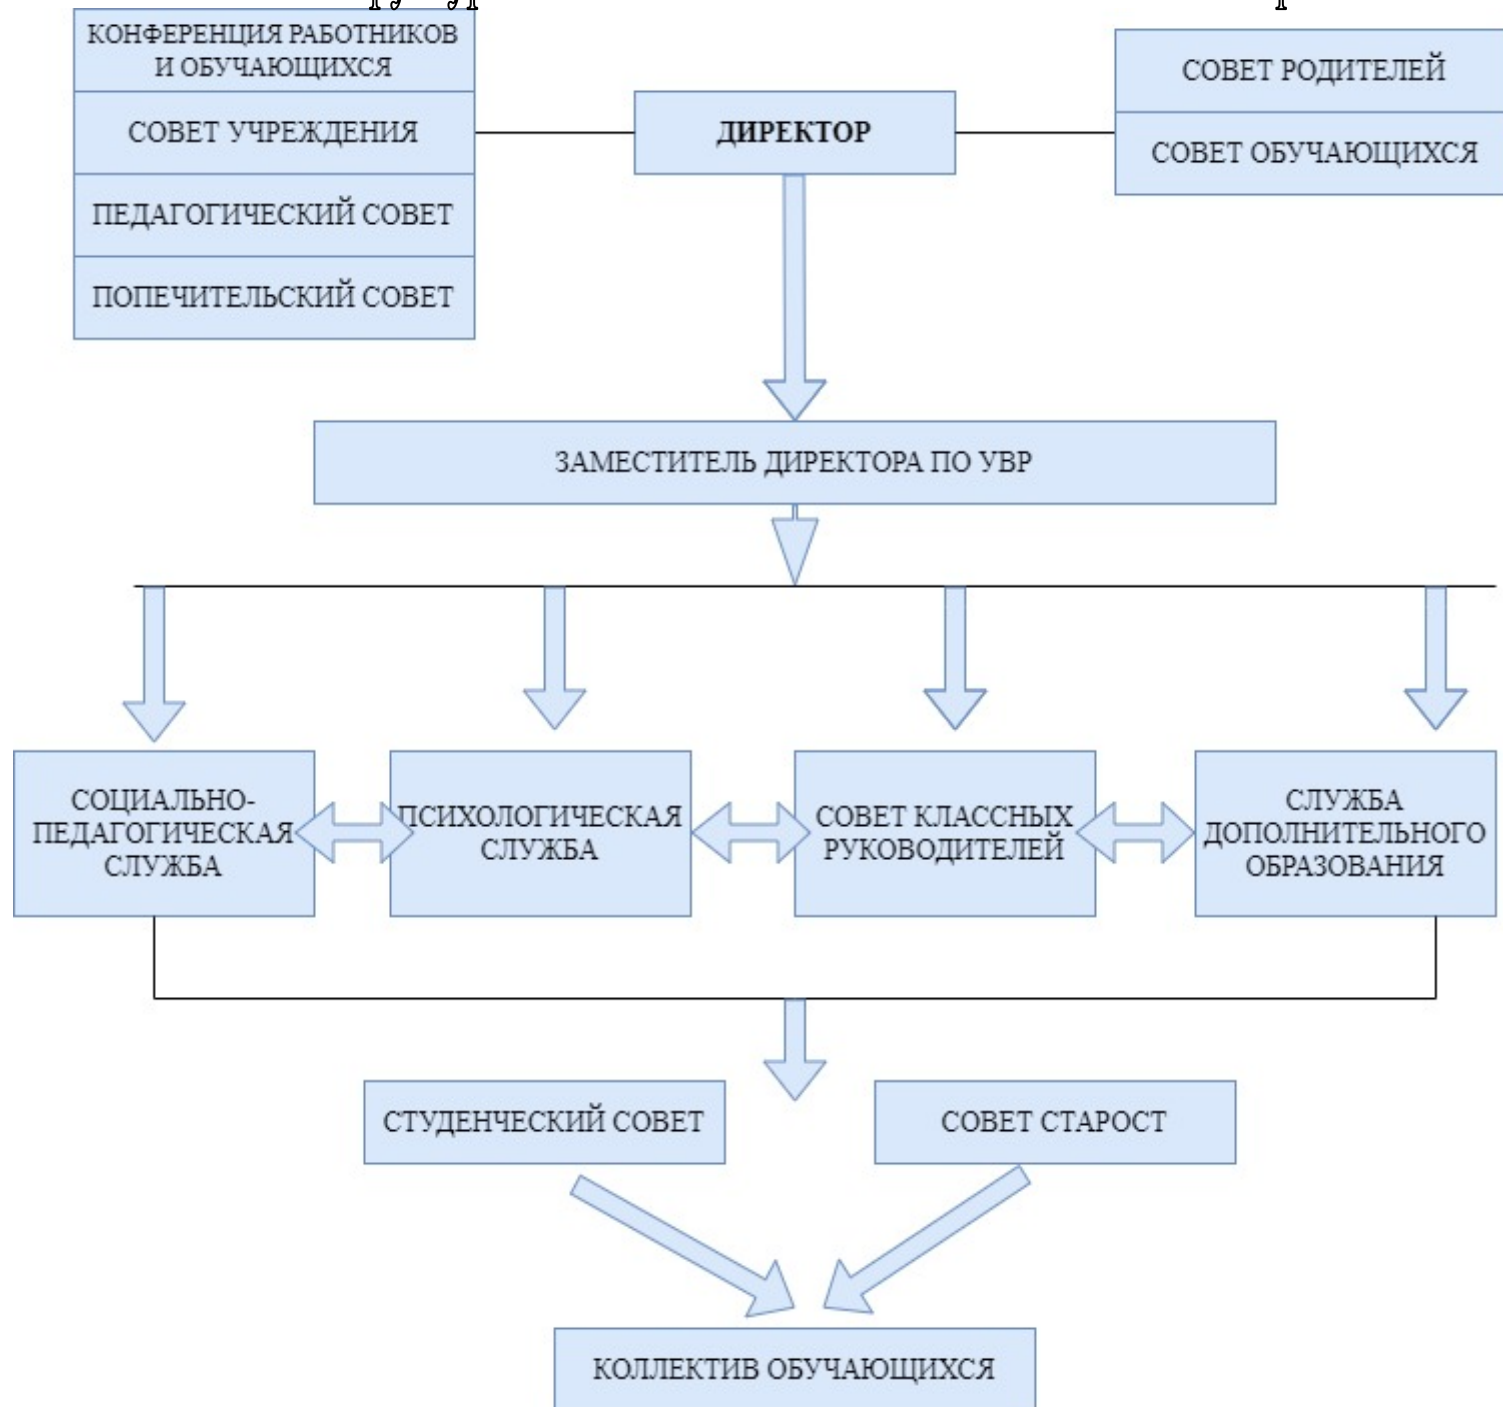 КОНФЕРЕНЦИЯ РАБОТНИКОВ
И ОБУЧАЮЩИХСЯ
СОВЕТ УЧРЕЖДЕНИЯ
ПЕДАГОГИЧЕСКИЙ СОВЕТ
ПОПЕЧИТЕЛЬСКИЙ СОВЕТ
ДИРЕКТОР
СОВЕТ РОДИТЕЛЕЙ
СОВЕТ ОБУЧАЮЩИХСЯ
ЗАМЕСТИТЕЛЬ ДИРЕКТОРА ПО УВР
СОЦИАЛЬНО-
ПЕДАГОГИЧЕСКАЯ
СЛУЖБА
ПСИХОЛОГИЧЕСКАЯ
СЛУЖБА
СОВЕТ КЛАССНЫХ
РУКОВОДИТЕЛЕЙ
СЛУЖБА
ДОПОЛНИТЕЛЬНОГО
ОБРАЗОВАНИЯ
СТУДЕНЧЕСКИЙ СОВЕТ
СОВЕТ СТАРОСТ
КОЛЛЕКТИВ ОБУЧАЮЩИХСЯ